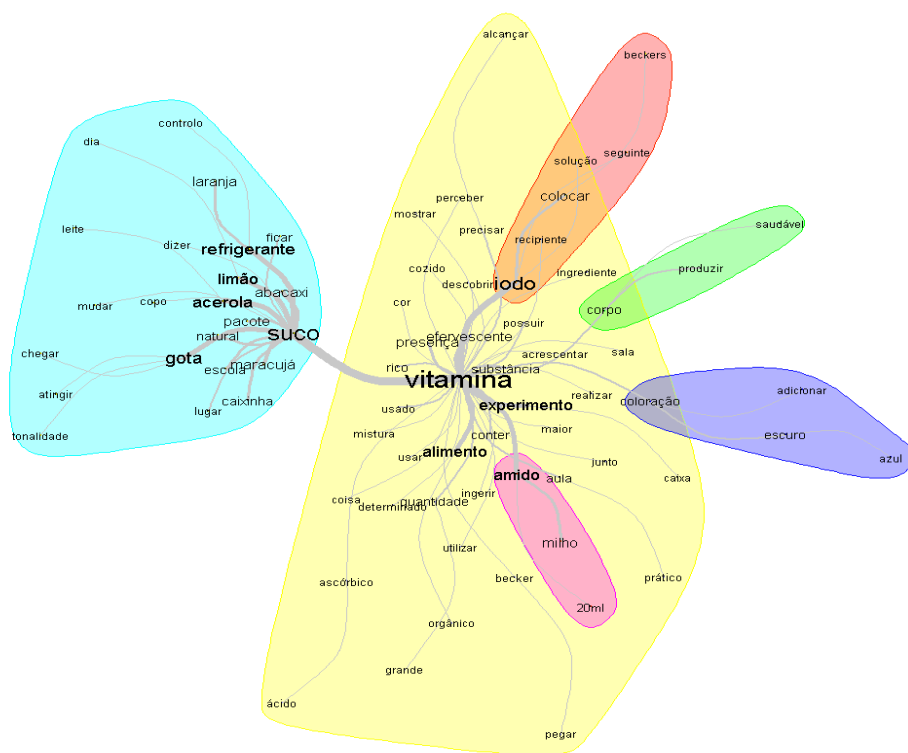 alcançar
beckers
controlo
dia
seguinte
solução
laranja
colocar
perceber
mostrar
saudável
leite
precisar
ficar
dizer
recipiente
refrigerante
cozido
produzir
ingrediente
limão
descobrir
iodo
abacaxi
acerola
copo
mudar
cor
corpo
pacote
possuir
natural
suco
efervescente
presença
chegar
gota
acrescentar
sala
maracujá
escola
rico
substância
vitamina
adicionar
atingir
realizar
caixinha
coloração
experimento
lugar
usado
maior
tonalidade
mistura
conter
escuro
alimento
usar
junto
azul
amido
aula
caixa
coisa
quantidade
ingerir
determinado
milho
utilizar
ascórbico
becker
prático
20ml
orgânico
grande
ácido
pegar